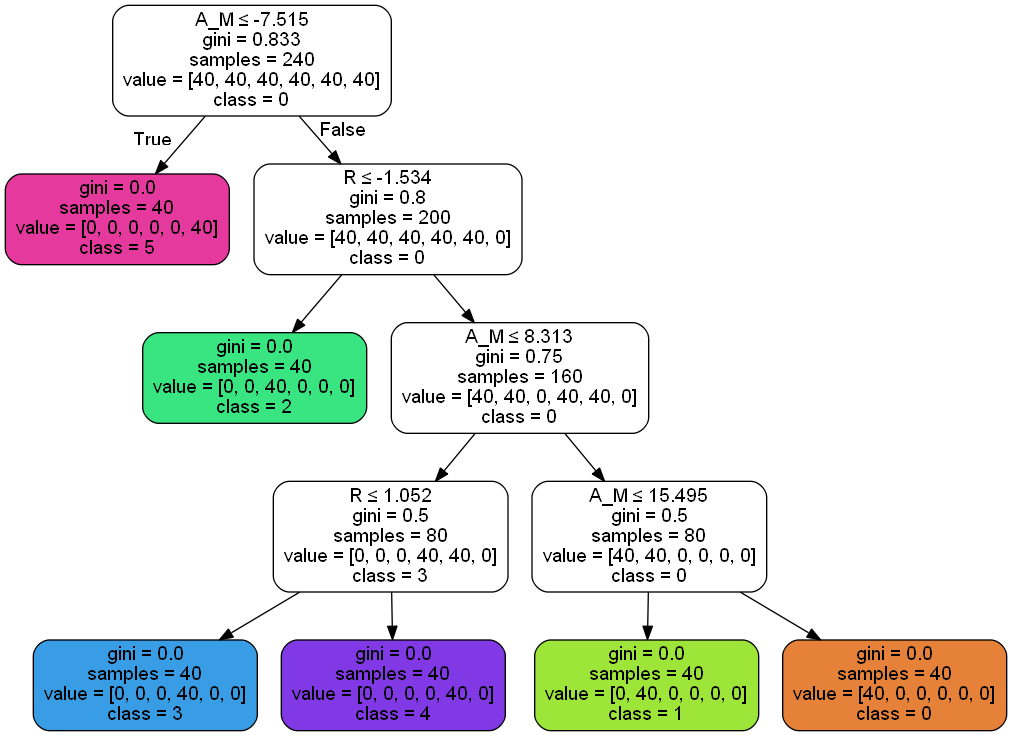 A_M ≤ -7.515
gini = 0.833
samples = 240
value = [40, 40, 40, 40, 40, 40]
class = 0
True
False
gini = 0.0
samples = 40
value = [0, 0, 0, 0, 0, 40]
class = 5
R ≤ -1.534
gini = 0.8
samples = 200
value = [40, 40, 40, 40, 40, 0]
class = 0
gini = 0.0
samples = 40
value = [0, 0, 40, 0, 0, 0]
class = 2
A_M ≤ 8.313
gini = 0.75
samples = 160
value = [40, 40, 0, 40, 40, 0]
class = 0
R ≤ 1.052
gini = 0.5
samples = 80
value = [0, 0, 0, 40, 40, 0]
class = 3
A_M ≤ 15.495
gini = 0.5
samples = 80
value = [40, 40, 0, 0, 0, 0]
class = 0
gini = 0.0
samples = 40
value = [0, 0, 0, 40, 0, 0]
class = 3
gini = 0.0
samples = 40
value = [0, 0, 0, 0, 40, 0]
class = 4
gini = 0.0
samples = 40
value = [0, 40, 0, 0, 0, 0]
class = 1
gini = 0.0
samples = 40
value = [40, 0, 0, 0, 0, 0]
class = 0